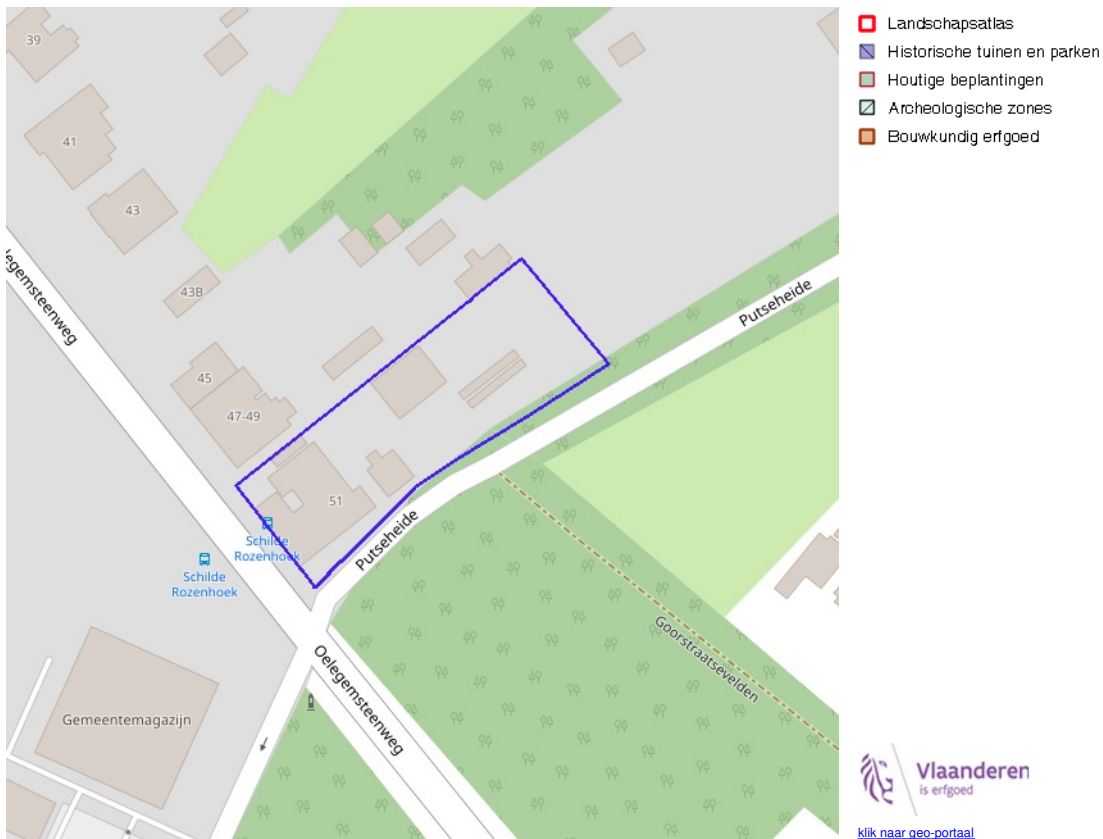 39
41
43
43B
45
47-49
51
elegemsteenweg
Schilde
Rozenhoek
Schilde
Rozenhoek
Putseheide
Putseheide
Goorstraatsevelden
Oelegemsteenweg
Gemeentemagazijn
Landschapsatlas
Historische tuinen en parken
Houtige beplantingen
Archeologische zones
Bouwkundig erfgoed
Vlaanderen
is erfgoed
klik naar geo-portaal